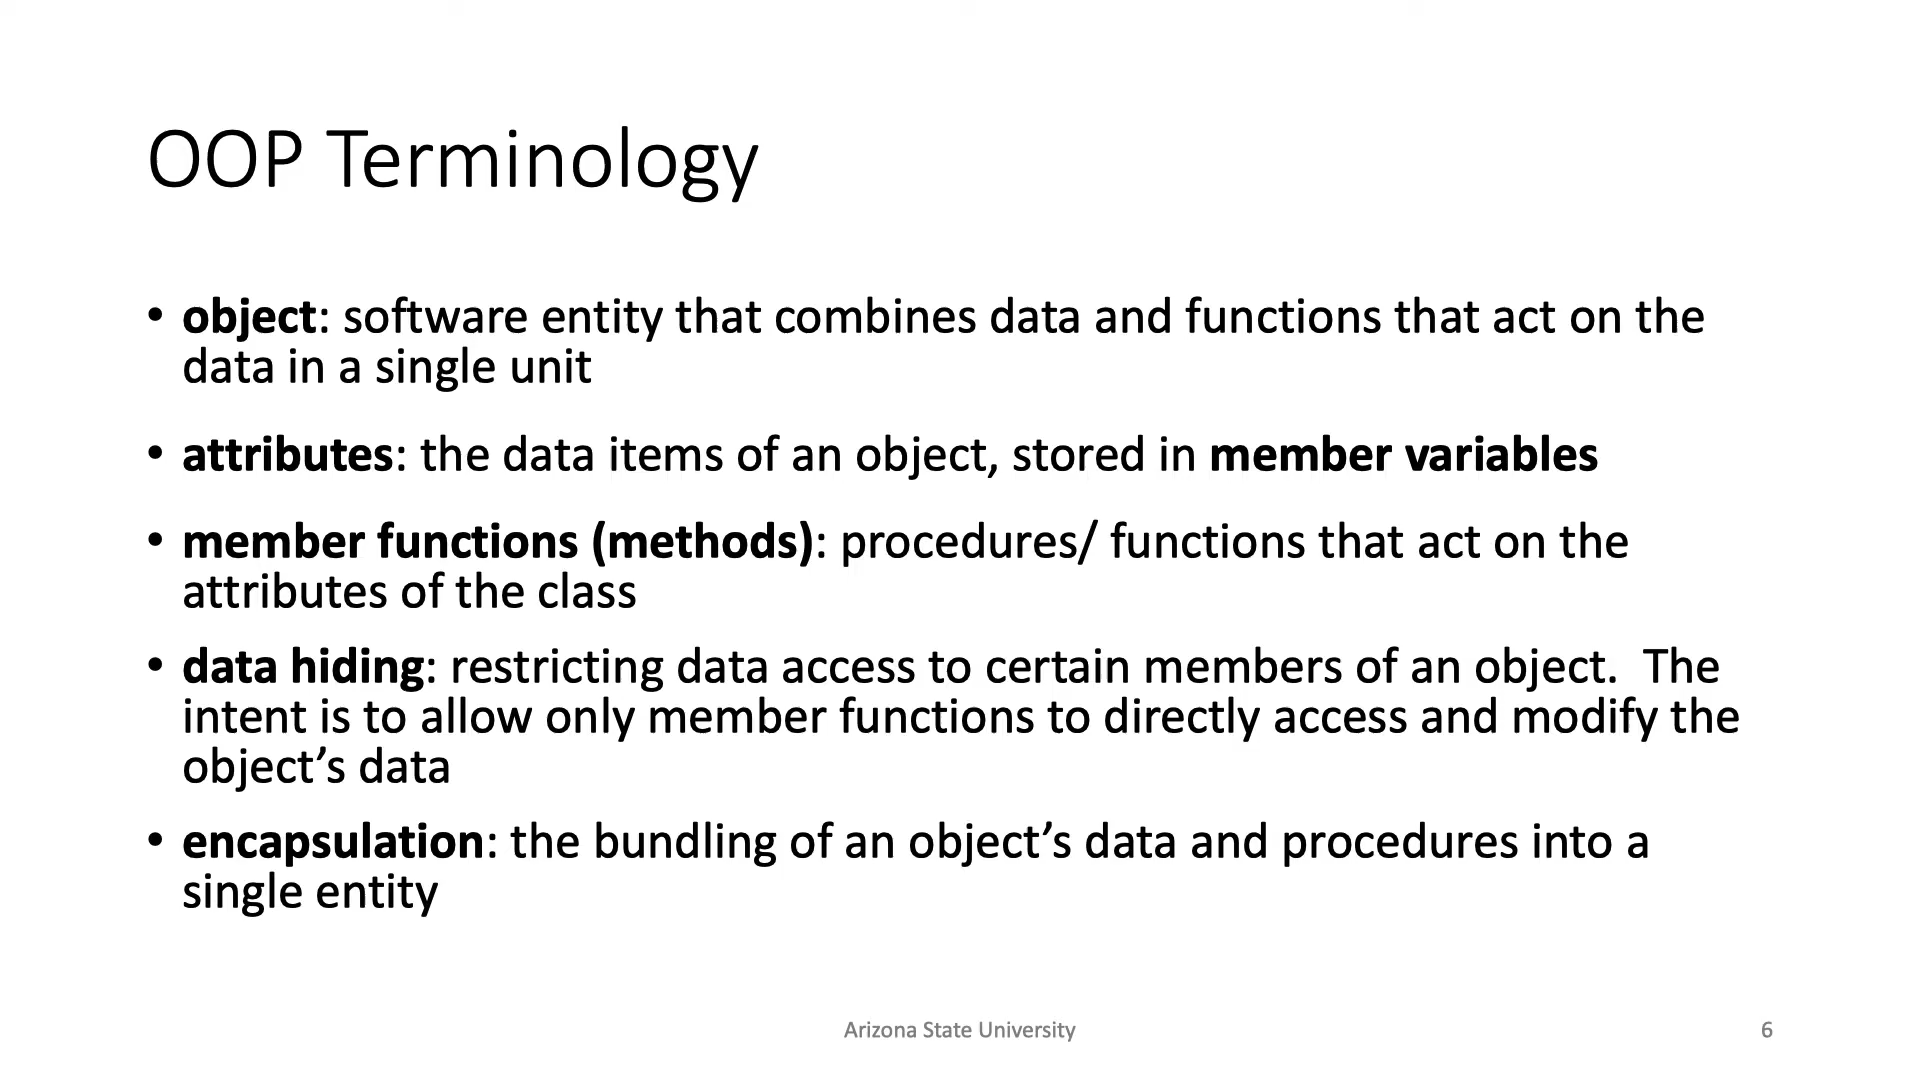 OOP Terminology
• object: software entity that combines data and functions that act on the
data in a single unit
• attributes: the data items of an object, stored in member variables
• member functions (methods): procedures/ functions that act on the
attributes of the class
• data hiding: restricting data access to certain members of an object.  The
intent is to allow only member functions to directly access and modify the
object’s data
• encapsulation: the bundling of an object’s data and procedures into a
single entity
Arizona State University
6